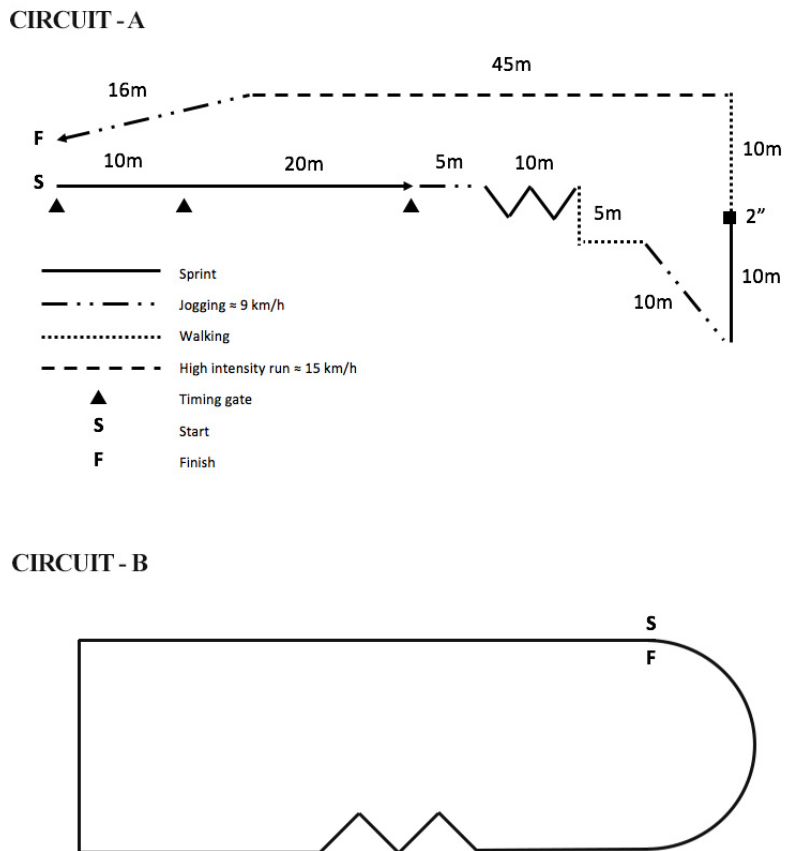 CIRCUIT - A
45m
16m
F
10m
20m
5m
10m
10m
S
5m
2”
10m
10m
Sprint
Jogging ≈ 9 km/h
Walking
High intensity run ≈ 15 km/h
Timing gate
S
Start
F
Finish
CIRCUIT - B
S
F